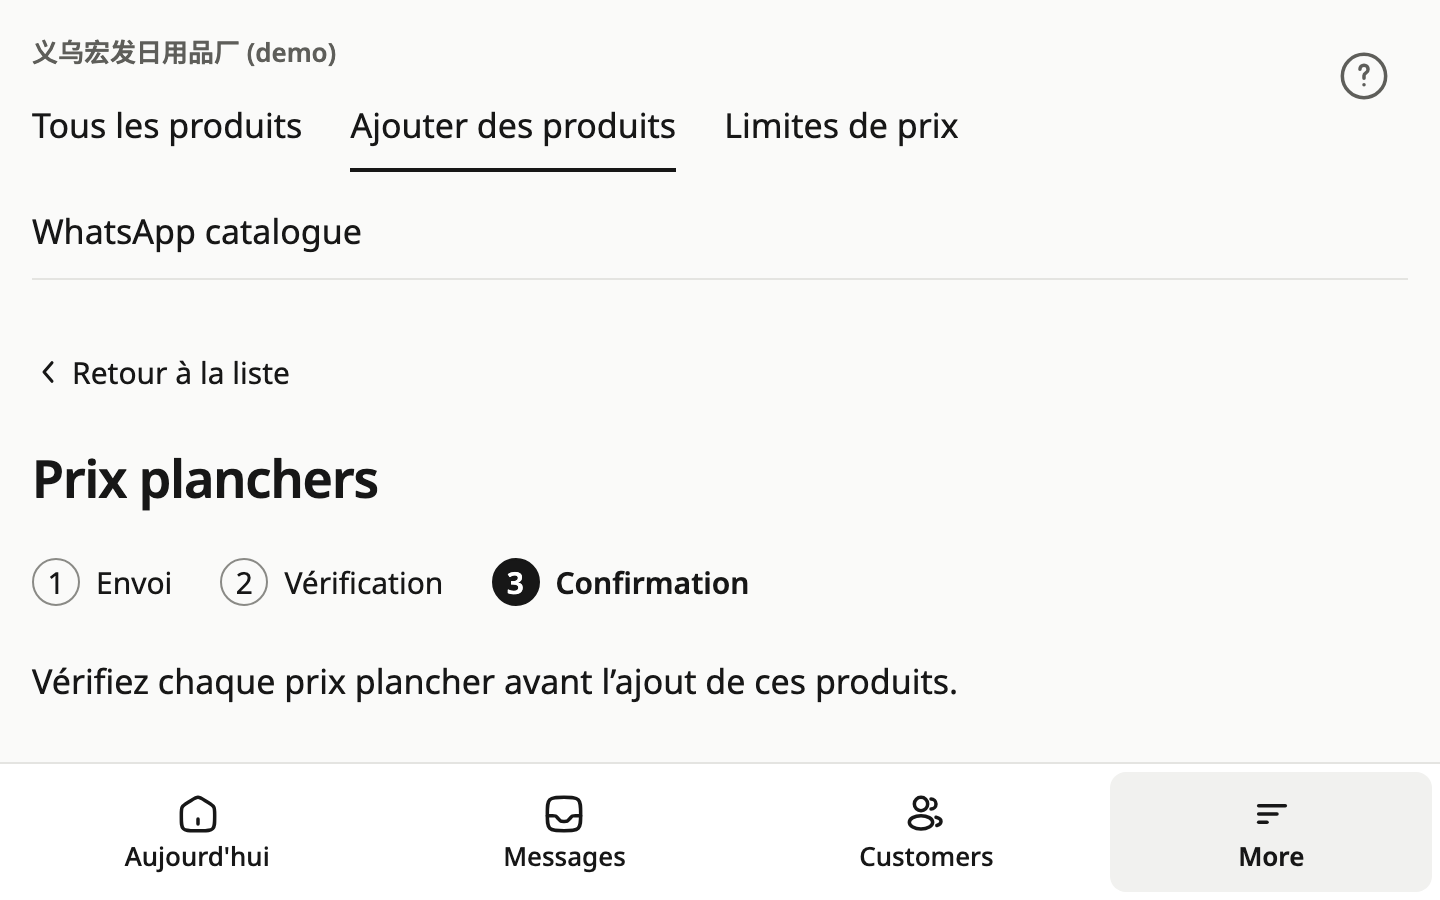 义乌宏发日用品厂 (demo)
?
Tous les produits Ajouter des produits Limites de prix
WhatsApp catalogue
Retour à la liste
Prix planchers
1 Envoi 2 Vérification 3 Confirmation
Vérifiez chaque prix plancher avant l’ajout de ces produits.
Aujourd'hui Messages Customers More